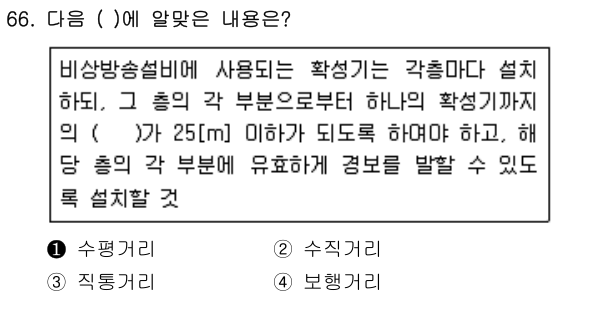 66. 다음 ( )에 알맞은 내용은?
비상방송설비에 사용되는 확성기는 각층마다 설치
하되, 그 층의 각 부분으로부터 하나의 확성기까지
의 ( )가 25[m] 이하가 되도록 하며야 하고, 해
당 층의 각 부분에 유효하게 경보를 발할 수 있도
록 설치할 것
❶ 수평거리 ② 수직거리
③ 직통거리 ④ 보행거리